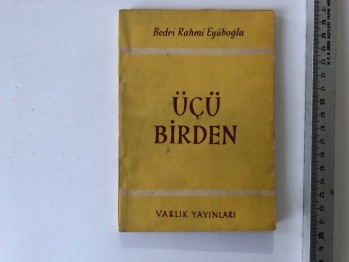 Bedri Rahmi Eyüboğlu
ÜÇÜ
BİRDEN
VARLIK YAYINLARI